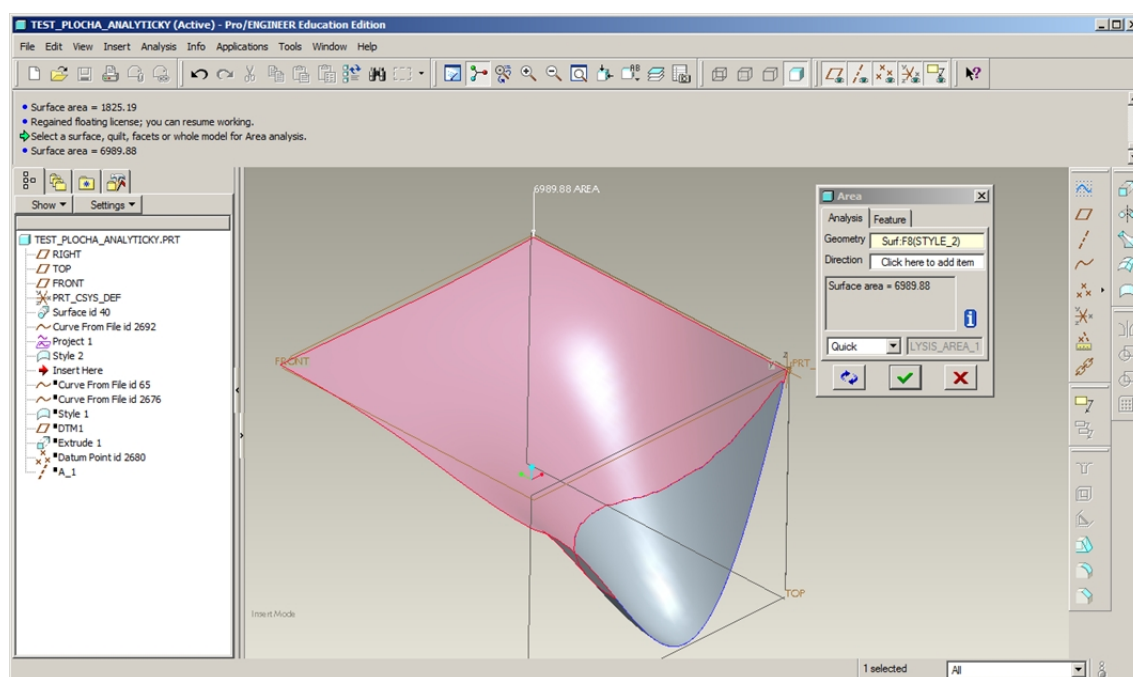 TEST_PLOCHA_ANALYTICKY (Active) - Pro/ENGINEER Education Edition
File Edit View Insert Analysis Info Applications Tools Window Help
Surface area = 1825.19
Regained floating license; you can resume working.
Select a surface, quilt, facets or whole model for Area analysis.
Surface area = 6989.88
Show Settings
TEST_PLOCHA_ANALYTICKY.PRT
RIGHT
TOP
FRONT
PRT_CSYS_DEF
Surface id 40
Curve From File id 2692
Project 1
Style 2
Insert Here
Curve From File id 65
Curve From File id 2676
Style 1
DTM1
Extrude 1
Datum Point id 2680
A_1
6989.88 AREA
FRONT
PRT_
TOP
Insert Mode
Area
Analysis Feature
Geometry Surf:F8(STYLE_2)
Direction Click here to add item
Surface area = 6989.88
Quick LYSIS_AREA_1
1 selected All